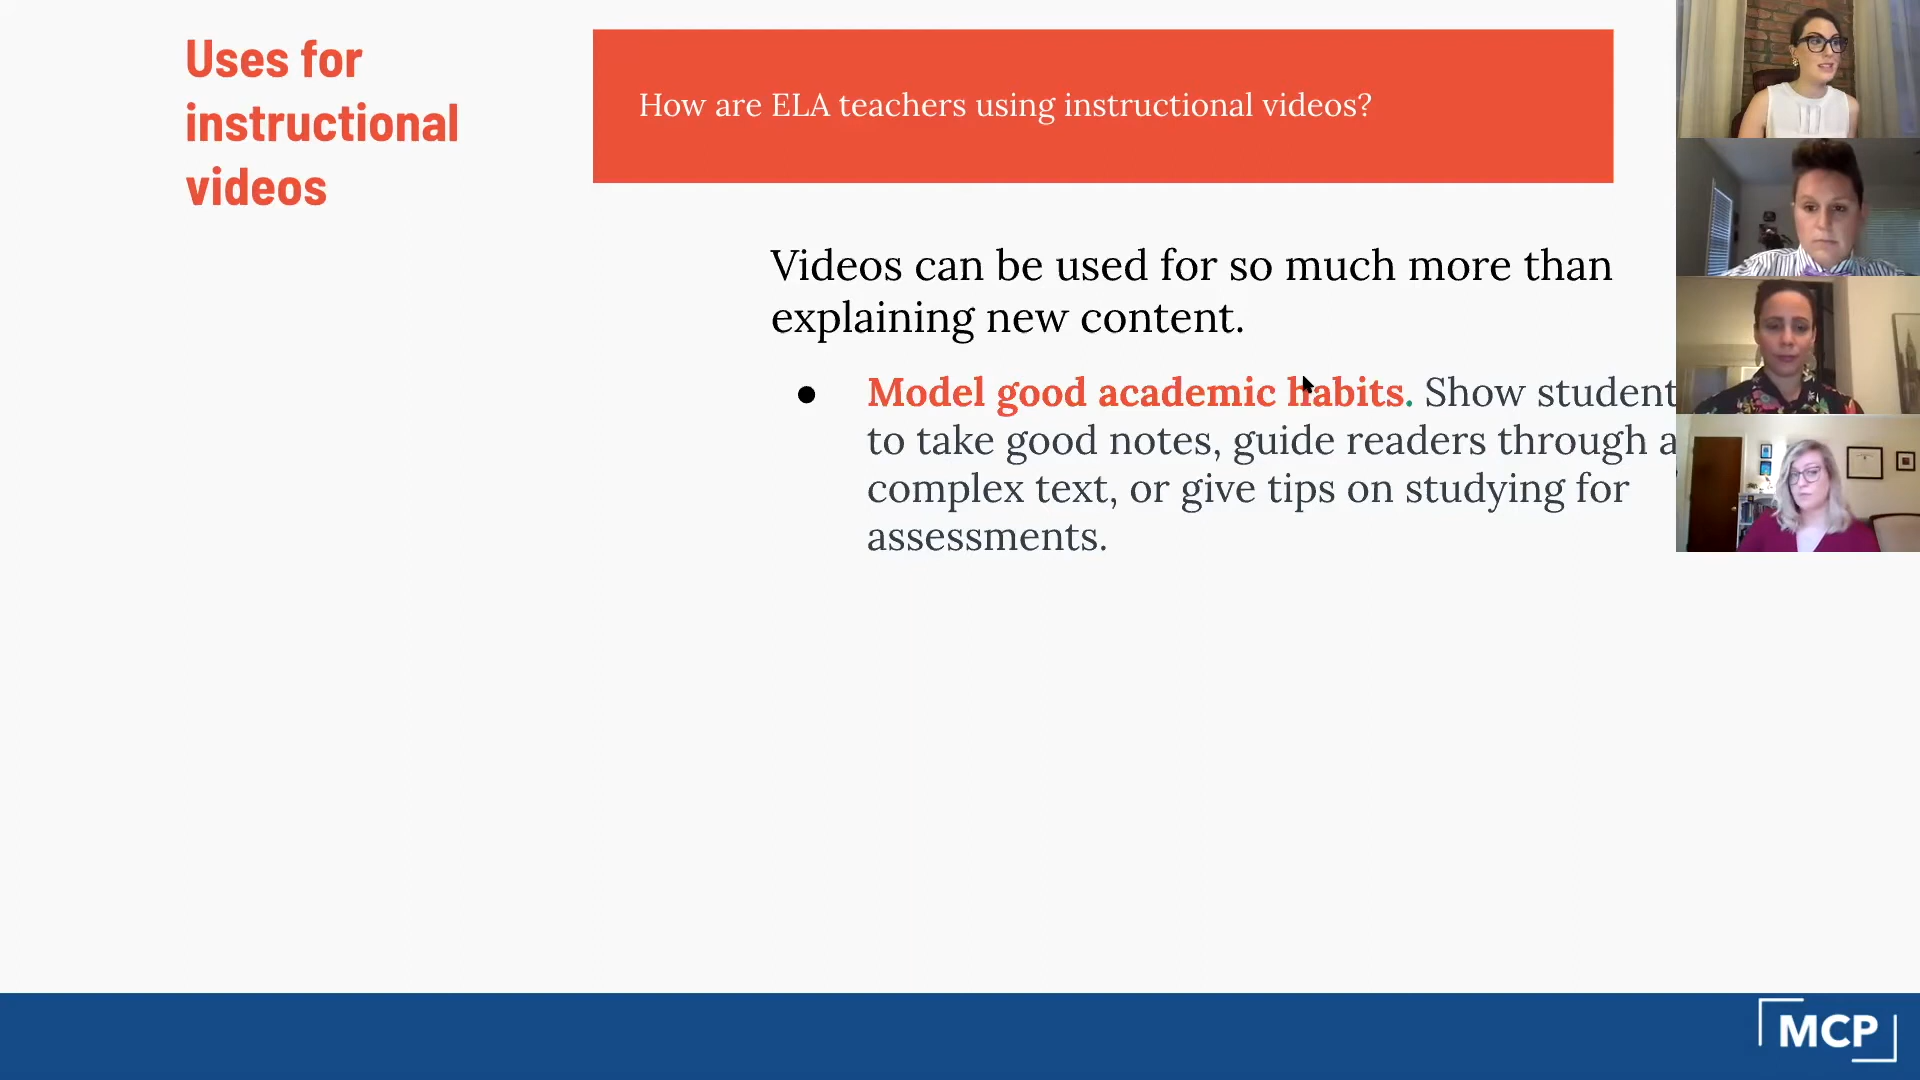 Uses for
instructional
videos
How are ELA teachers using instructional videos?
Videos can be used for so much more than
explaining new content.
● Model good academic habits. Show student
to take good notes, guide readers through a
complex text, or give tips on studying for
assessments.
MCP